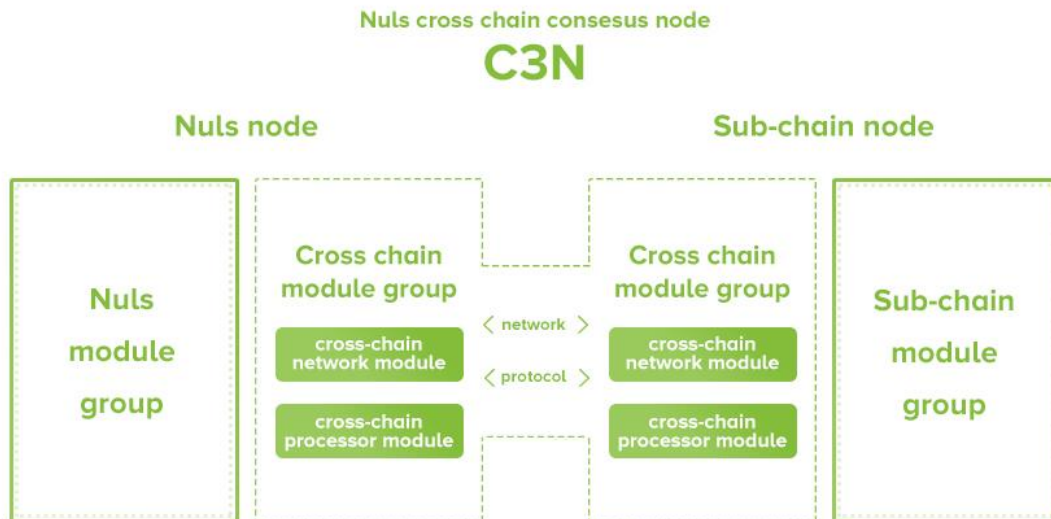 Nuls cross chain consesus node
C3N
Nuls node
Sub-chain node
Nuls
module
group
Cross chain
module group
cross-chain
network module
cross-chain
processor module
< network >
< protocol >
Cross chain
module group
cross-chain
network module
cross-chain
processor module
Sub-chain
module
group